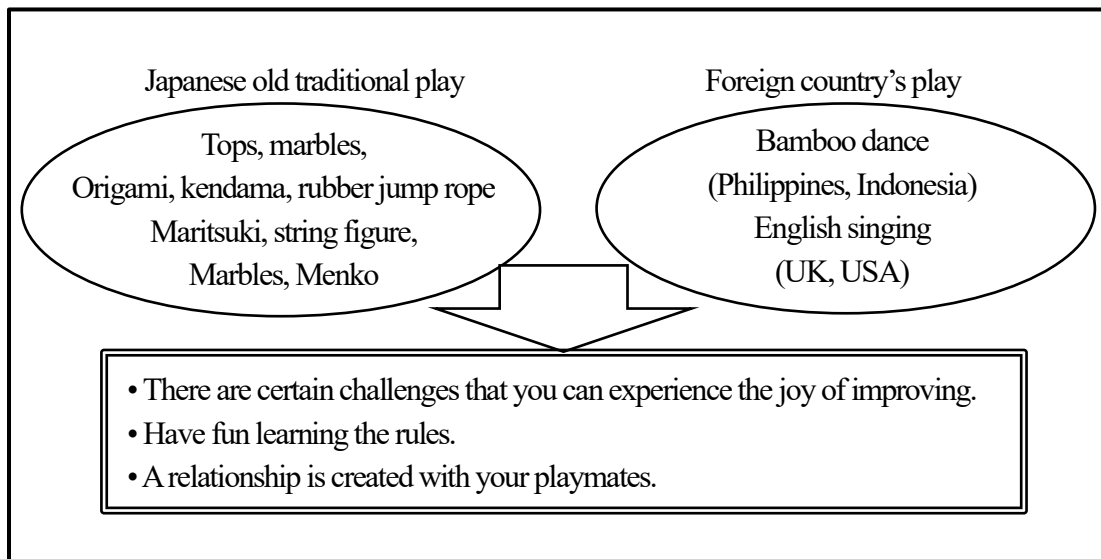 Japanese old traditional play
Tops, marbles,
Origami, kendama, rubber jump rope
Maritsuki, string figure,
Marbles, Menko
Foreign country's play
Bamboo dance
(Philippines, Indonesia)
English singing
(UK, USA)
• There are certain challenges that you can experience the joy of improving.
• Have fun learning the rules.
• A relationship is created with your playmates.